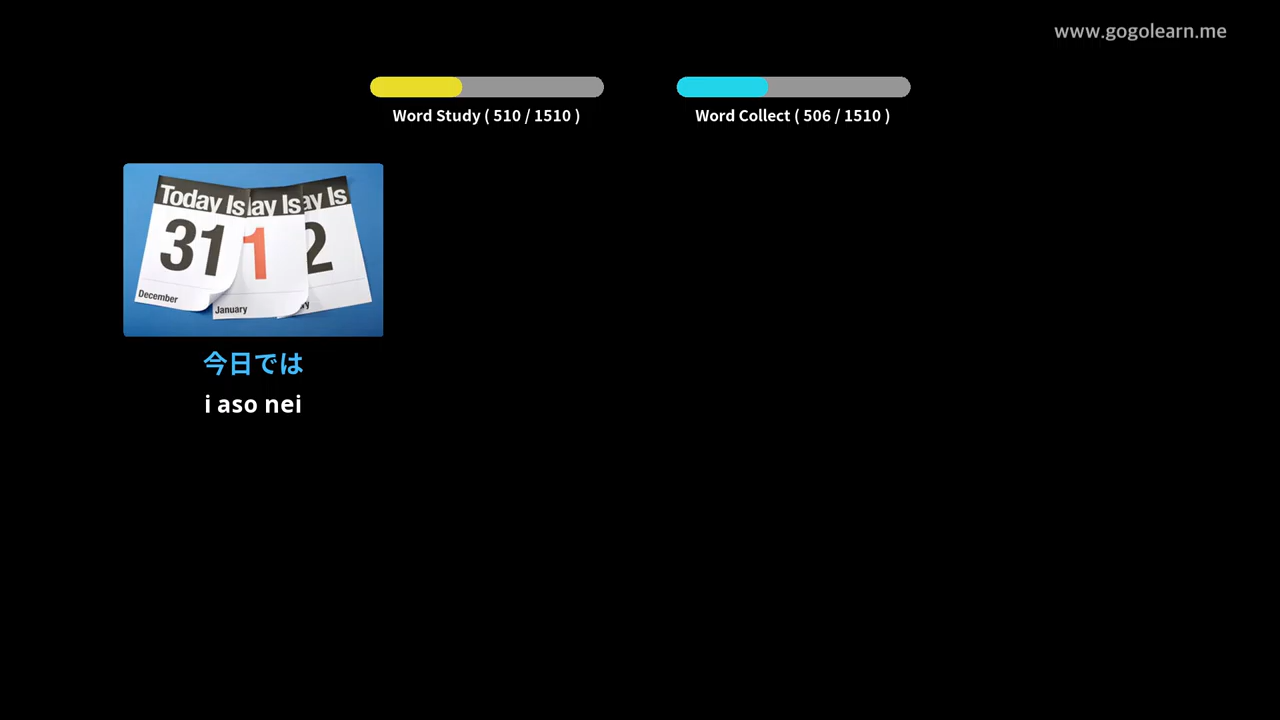 www.gogolearn.me
Word Study ( 510 / 1510 )
Word Collect ( 506 / 1510 )
Today Is
ay Is
ay Is
31
1
2
December
January
ry
今日では
i aso nei